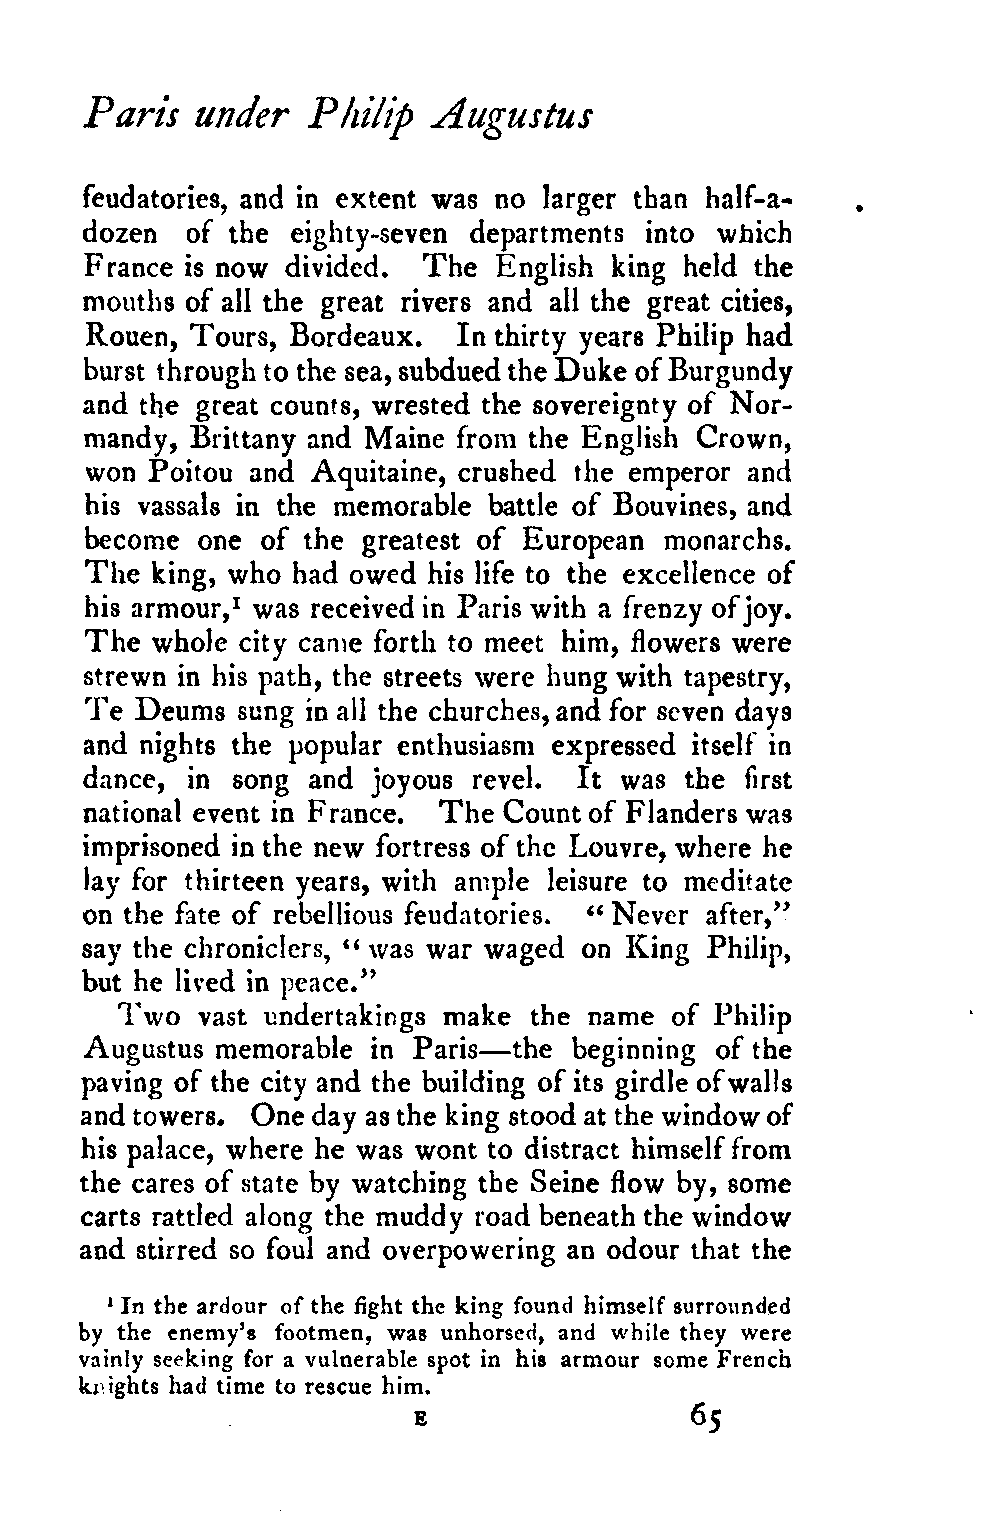 Paris under Philip Augustus
feudatories, and in extent was no larger than half-a-
dozen of the eighty-seven departments into which
France is now divided. The English king held the
mouths of all the great rivers and all the great cities,
Rouen, Tours, Bordeaux. In thirty years Philip had
burst through to the sea, subdued the Duke of Burgundy
and the great counts, wrested the sovereignty of Nor-
mandy, Brittany and Maine from the English Crown,
won Poitou and Aquitaine, crushed the emperor and
his vassals in the memorable battle of Bouvines, and
become one of the greatest of European monarchs.
The king, who had owed his life to the excellence of
his armour,¹ was received in Paris with a frenzy of joy.
The whole city came forth to meet him, flowers were
strewn in his path, the streets were hung with tapestry,
Te Deums sung in all the churches, and for seven days
and nights the popular enthusiasm expressed itself in
dance, in song and joyous revel. It was the first
national event in France. The Count of Flanders was
imprisoned in the new fortress of the Louvre, where he
lay for thirteen years, with ample leisure to meditate
on the fate of rebellious feudatories. “Never after,”
say the chroniclers, “was war waged on King Philip,
but he lived in peace.”
Two vast undertakings make the name of Philip
Augustus memorable in Paris—the beginning of the
paving of the city and the building of its girdle of walls
and towers. One day as the king stood at the window of
his palace, where he was wont to distract himself from
the cares of state by watching the Seine flow by, some
carts rattled along the muddy road beneath the window
and stirred so foul and overpowering an odour that the
¹ In the ardour of the fight the king found himself surrounded
by the enemy's footmen, was unhorsed, and while they were
vainly seeking for a vulnerable spot in his armour some French
knights had time to rescue him.
E 65